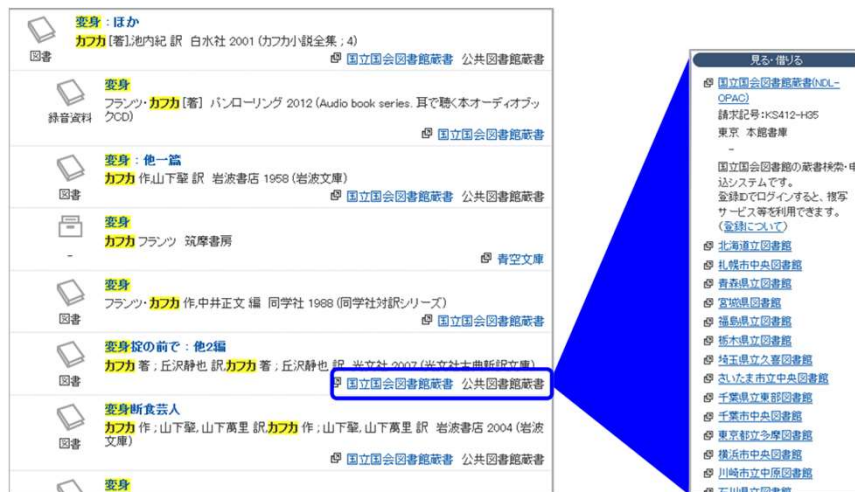 変身 : ほか
カフカ [著],池内紀 訳 白水社 2001 (カフカ小説全集 ; 4)
図書
国立国会図書館蔵書 公共図書館蔵書
変身
フランツ・カフカ [著] パンローリング 2012 (Audio book series. 耳で聴く本オーディオブッ
クCD)
録音資料
国立国会図書館蔵書
変身 : 他一篇
カフカ 作,山下肇 訳 岩波書店 1958 (岩波文庫)
図書
国立国会図書館蔵書 公共図書館蔵書
変身
カフカ フランツ 筑摩書房
-
青空文庫
変身
フランツ・カフカ 作,中井正文 編 同学社 1988 (同学社対訳シリーズ)
図書
国立国会図書館蔵書
変身掟の前で : 他2編
カフカ 著 ; 丘沢静也 訳,カフカ 著 ; 丘沢静也 訳 光文社 2007 (光文社古典新訳文庫)
図書
国立国会図書館蔵書 公共図書館蔵書
変身断食芸人
カフカ 作 ; 山下肇, 山下萬里 訳,カフカ 作 ; 山下肇, 山下萬里 訳 岩波書店 2004 (岩波
文庫)
図書
国立国会図書館蔵書 公共図書館蔵書
変身
見る・借りる
国立国会図書館蔵書(NDL-
OPAC)
請求記号:KS412-H35
東京 本館書庫
-
国立国会図書館の蔵書検索・申
込システムです。
登録IDでログインすると、複写
サービス等を利用できます。
(登録について)
北海道立図書館
札幌市中央図書館
青森県立図書館
宮城県図書館
福島県立図書館
栃木県立図書館
埼玉県立久喜図書館
さいたま市立中央図書館
千葉県立東部図書館
千葉市中央図書館
東京都立多摩図書館
横浜市中央図書館
川崎市立中原図書館
石川県立図書館